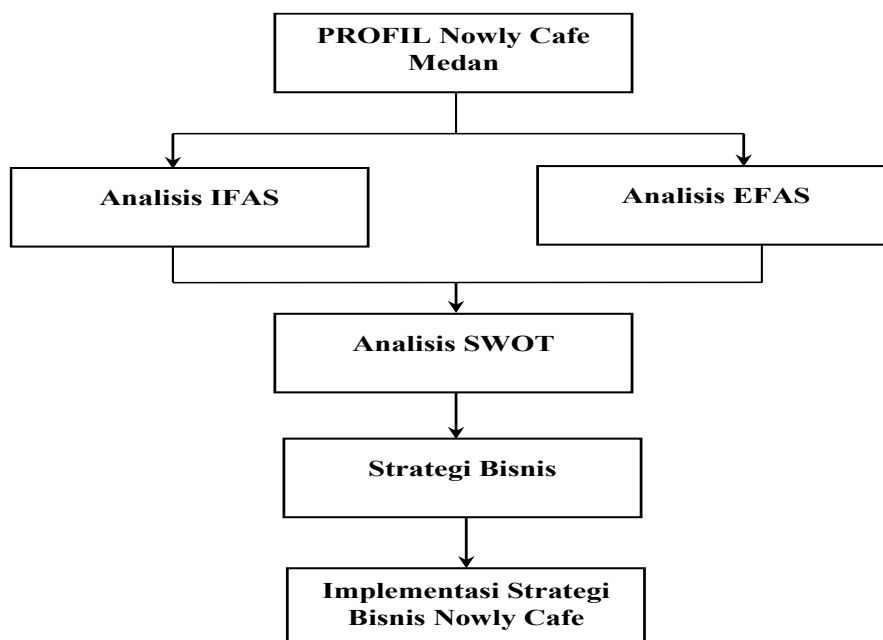 PROFIL Nowly Cafe
Medan
Analisis IFAS
Analisis EFAS
Analisis SWOT
Strategi Bisnis
Implementasi Strategi
Bisnis Nowly Cafe